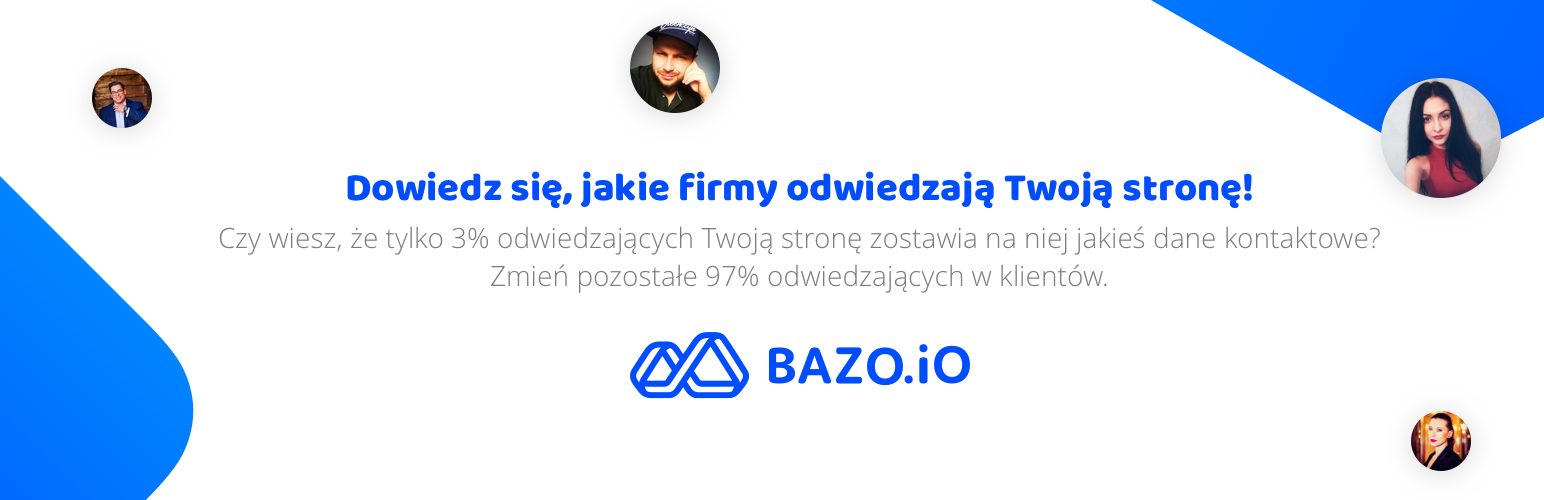 Dowiedz się, jakie firmy odwiedzają Twoją stronę!
Czy wiesz, że tylko 3% odwiedzających Twoją stronę zostawia na niej jakieś dane kontaktowe?
Zmień pozostałe 97% odwiedzających w klientów.
BAZO.iO